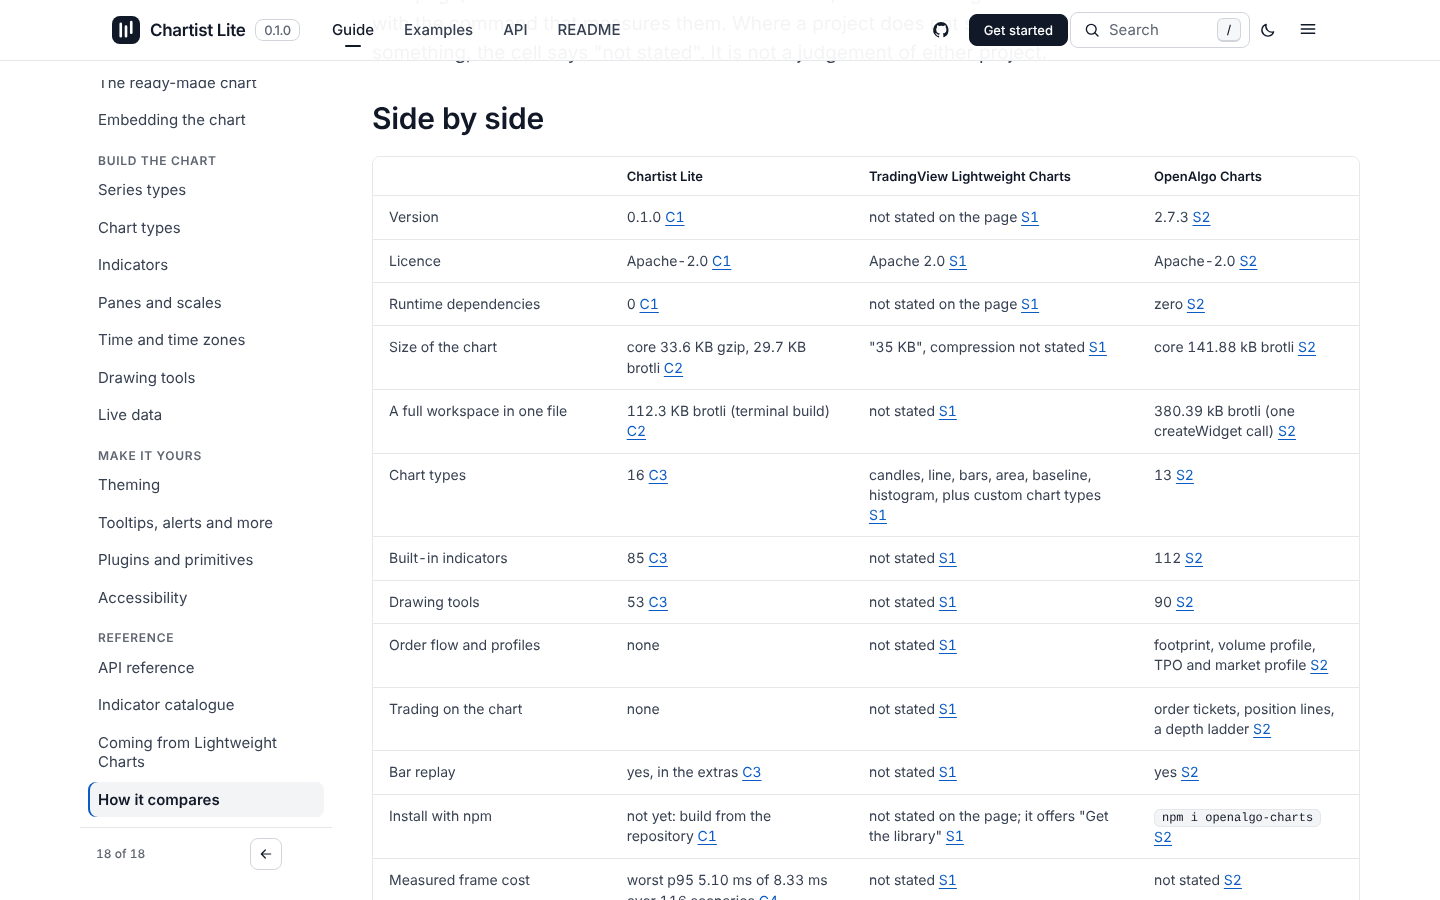 Chartist Lite 0.1.0 Guide Examples API README Get started Search /
The ready-made chart
Embedding the chart
BUILD THE CHART
Series types
Chart types
Indicators
Panes and scales
Time and time zones
Drawing tools
Live data
MAKE IT YOURS
Theming
Tooltips, alerts and more
Plugins and primitives
Accessibility
REFERENCE
API reference
Indicator catalogue
Coming from Lightweight
Charts
How it compares
18 of 18
Side by side
Chartist Lite TradingView Lightweight Charts OpenAlgo Charts
Version 0.1.0 C1 not stated on the page S1 2.7.3 S2
Licence Apache-2.0 C1 Apache 2.0 S1 Apache-2.0 S2
Runtime dependencies 0 C1 not stated on the page S1 zero S2
Size of the chart core 33.6 KB gzip, 29.7 KB "35 KB", compression not stated S1 core 141.88 kB brotli S2
brotli C2
A full workspace in one file 112.3 KB brotli (terminal build) not stated S1 380.39 kB brotli (one
C2 createWidget call) S2
Chart types 16 C3 candles, line, bars, area, baseline, 13 S2
histogram, plus custom chart types
S1
Built-in indicators 85 C3 not stated S1 112 S2
Drawing tools 53 C3 not stated S1 90 S2
Order flow and profiles none not stated S1 footprint, volume profile,
TPO and market profile S2
Trading on the chart none not stated S1 order tickets, position lines,
a depth ladder S2
Bar replay yes, in the extras C3 not stated S1 yes S2
Install with npm not yet: build from the not stated on the page; it offers "Get npm i openalgo-charts
repository C1 the library" S1 S2
Measured frame cost worst p95 5.10 ms of 8.33 ms not stated S1 not stated S2
over 116 scenarios C4